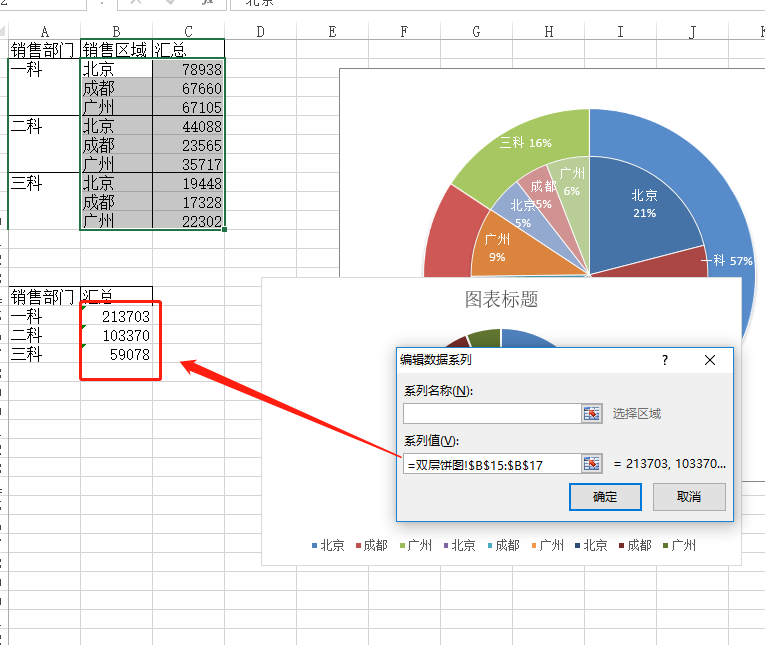 北京
A B C D E F G H I J
销售部门 销售区域 汇总
一科 北京 78938
成都 67660
广州 67105
二科 北京 44088
成都 23565
广州 35717
三科 北京 19448
成都 17328
广州 22302
销售部门 汇总
一科 213703
二科 103370
三科 59078
三科 16%
广州
6%
成都
5%
北京
5%
北京
21%
广州
9%
一科 57%
图表标题
编辑数据系列 ? ×
系列名称(N):
选择区域
系列值(V):
=双层饼图!$B$15:$B$17 = 213703, 103370...
确定 取消
北京 成都 广州 北京 成都 广州 北京 成都 广州